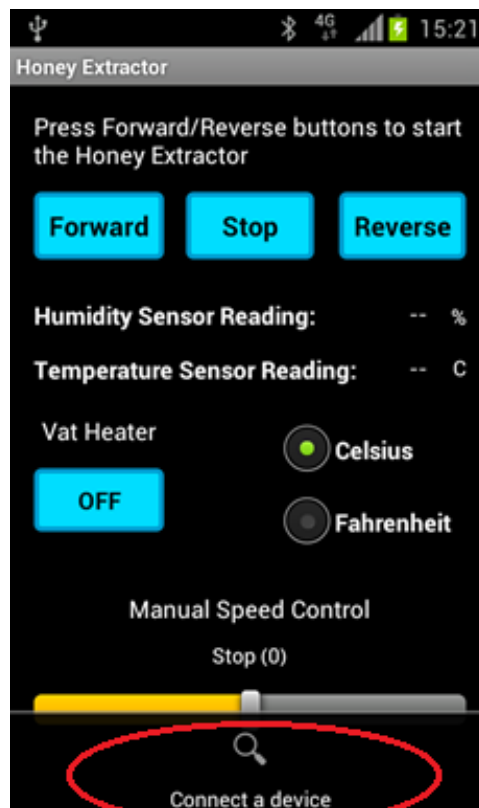 4G 15:21
Honey Extractor
Press Forward/Reverse buttons to start
the Honey Extractor
Forward Stop Reverse
Humidity Sensor Reading: -- %
Temperature Sensor Reading: -- C
Vat Heater
Celsius
OFF
Fahrenheit
Manual Speed Control
Stop (0)
Connect a device